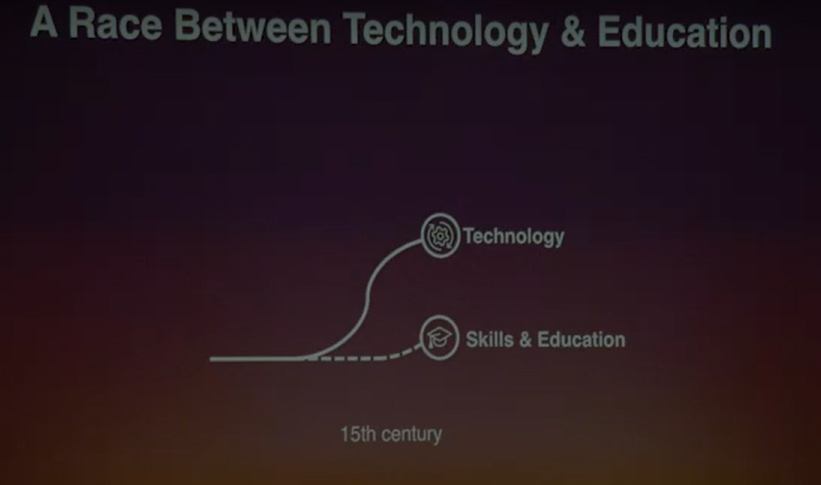 A Race Between Technology & Education
Technology
Skills & Education
15th century